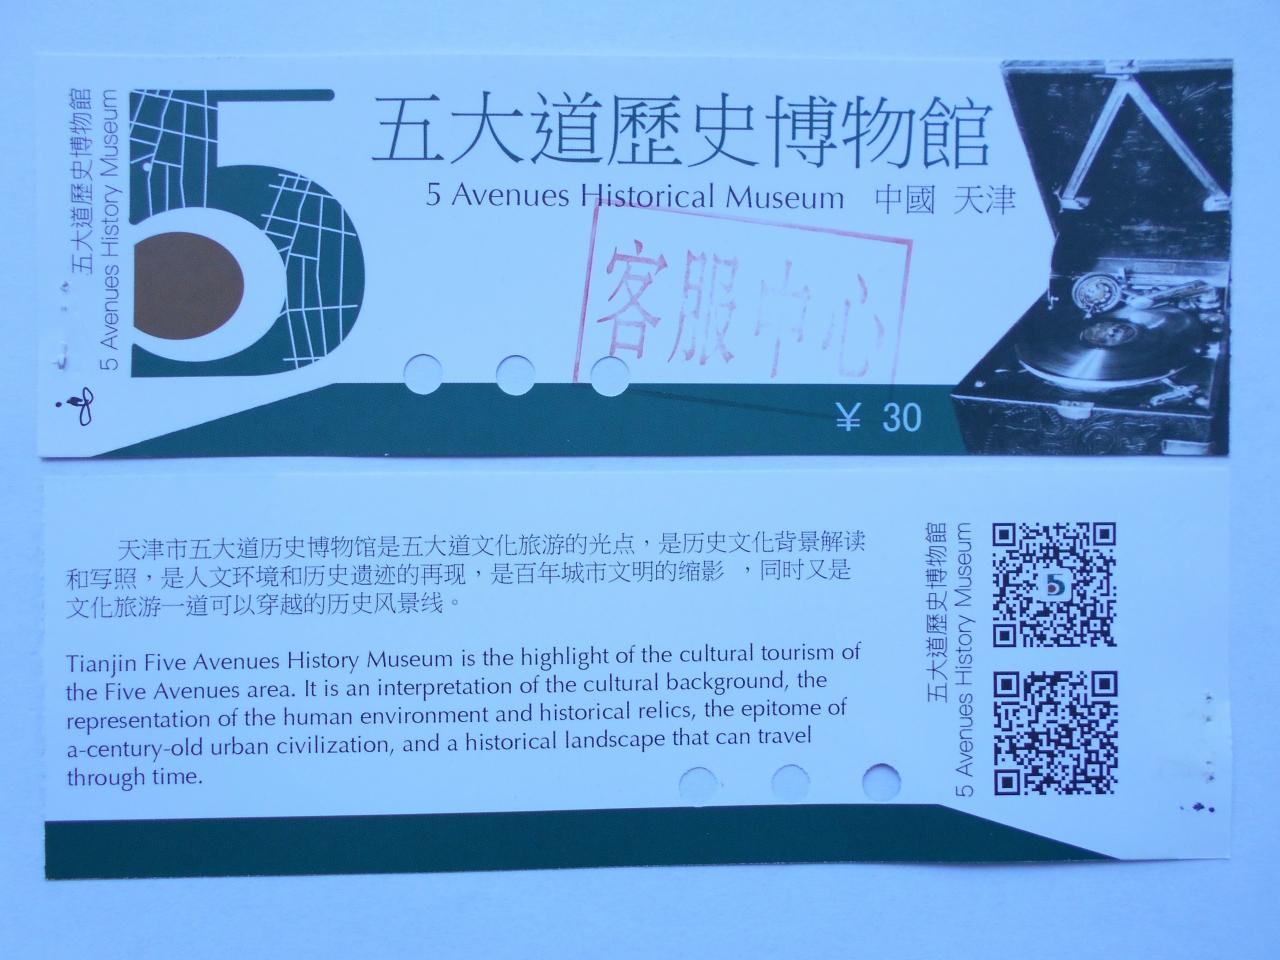 五大道歷史博物館
5 Avenues History Museum
五大道歷史博物館
5 Avenues Historical Museum 中國 天津
客服中心
¥ 30
天津市五大道历史博物馆是五大道文化旅游的光点，是历史文化背景解读
和写照，是人文环境和历史遗迹的再现，是百年城市文明的缩影 ，同时又是
文化旅游一道可以穿越的历史风景线。
Tianjin Five Avenues History Museum is the highlight of the cultural tourism of
the Five Avenues area. It is an interpretation of the cultural background, the
representation of the human environment and historical relics, the epitome of
a-century-old urban civilization, and a historical landscape that can travel
through time.
五大道歷史博物館
5 Avenues History Museum